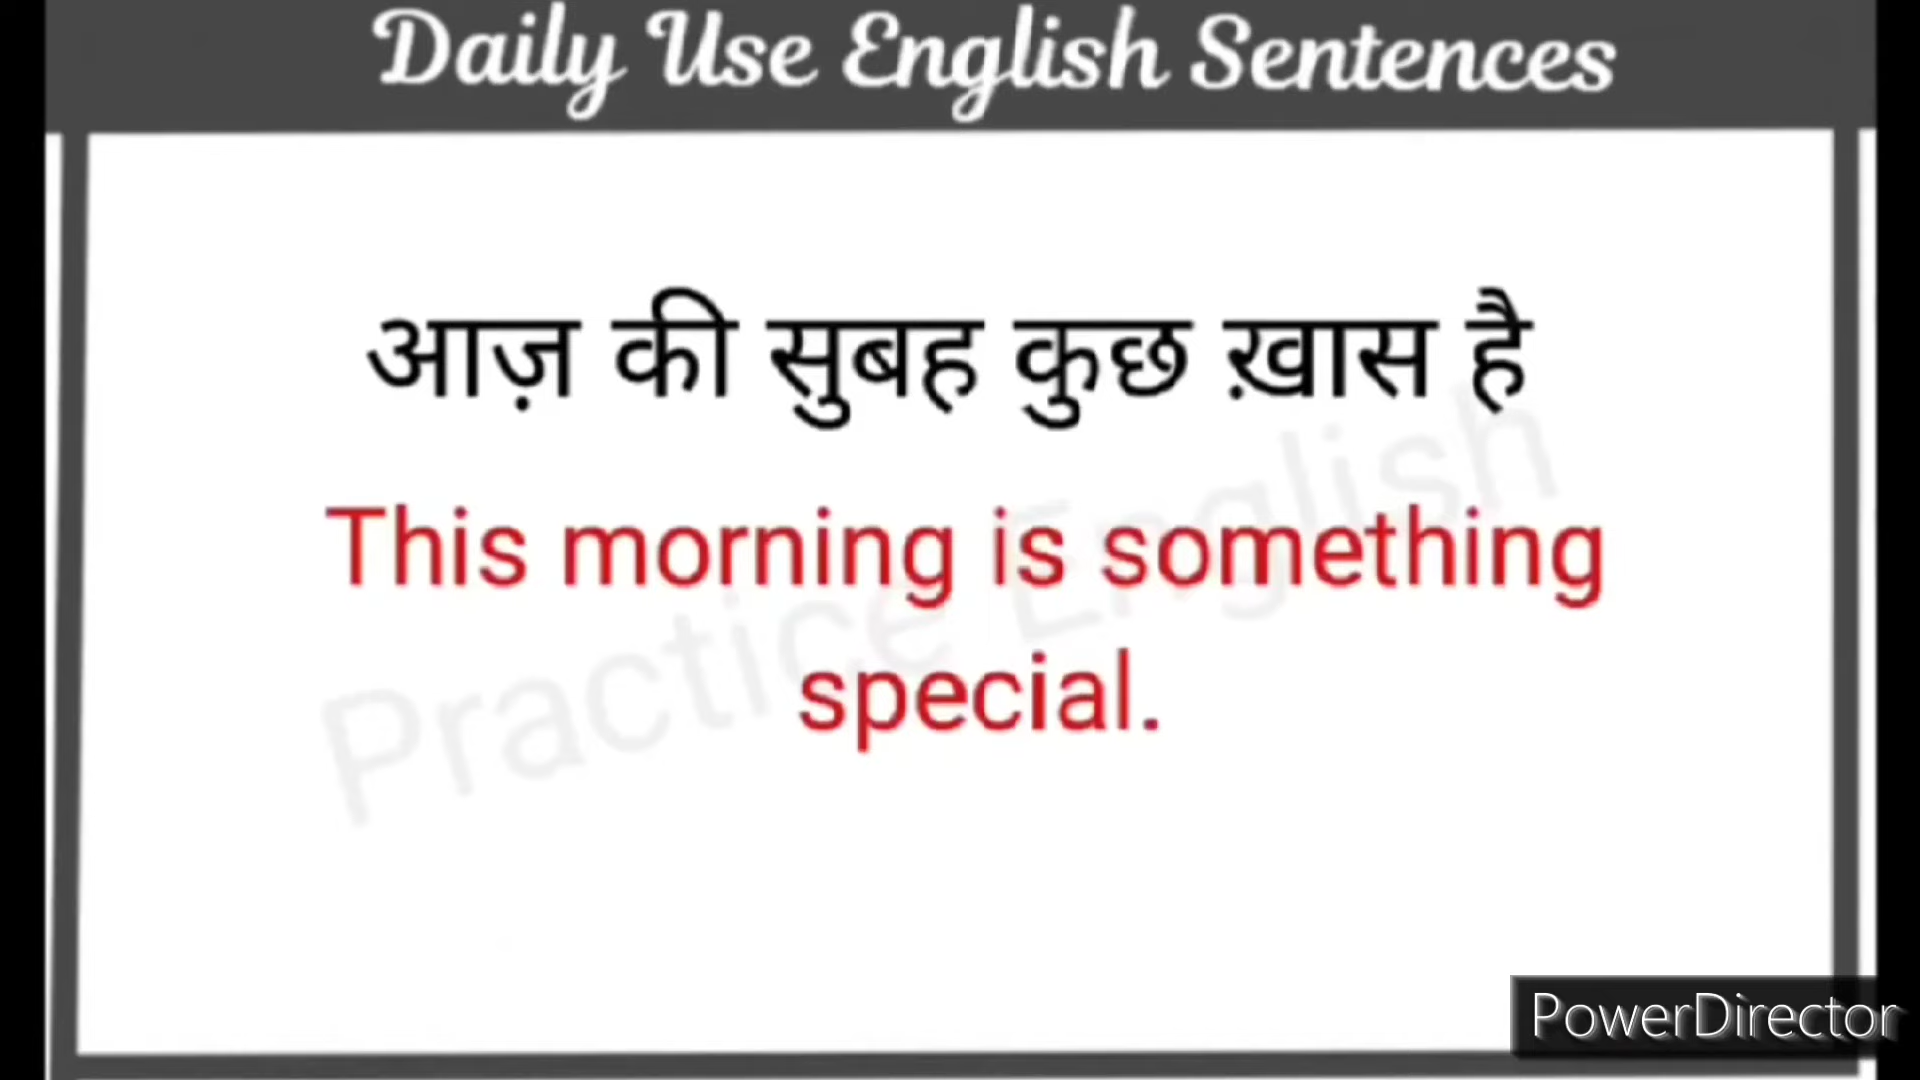 Daily Use English Sentences
आज़ की सुबह कुछ ख़ास है
This morning is something
special.
Practice English
PowerDirector